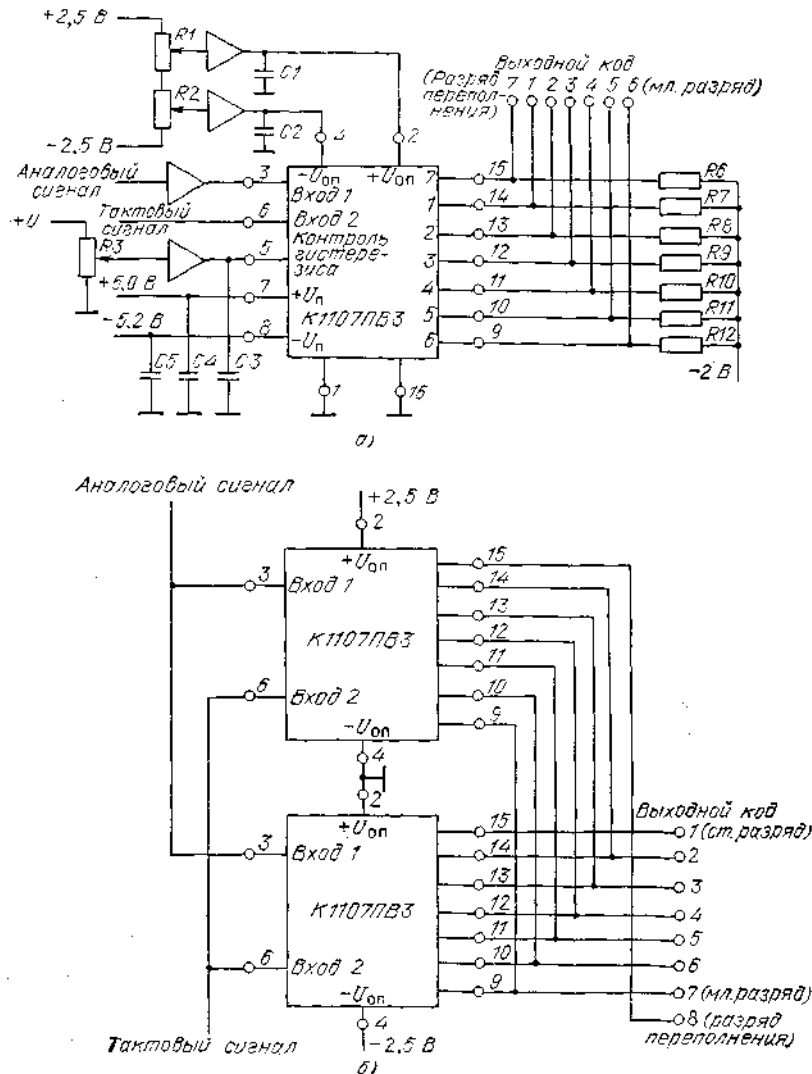 +2,5 В
R1
C1
R2
C2
−2,5 В
4
2
Выходной код
(Разряд переполнения)
7 1 2 3 4 5 6 (мл. разряд)
Аналоговый сигнал
3
−Uоп
+Uоп
Вход 1
Тактовый сигнал
6
Вход 2
+U
R3
5
Контроль гистерезиса
+5,0 В
7
+Uп
−5,2 В
8
−Uп
К1107ПВ3
C5
C4
C3
1
16
7
15
R6
1
14
R7
2
13
R8
3
12
R9
4
11
R10
5
10
R11
6
9
R12
−2 В
а)
Аналоговый сигнал
+2,5 В
2
+Uоп
3
Вход 1
К1107ПВ3
6
Вход 2
−Uоп
4
15
14
13
12
11
10
9
2
+Uоп
3
Вход 1
К1107ПВ3
6
Вход 2
−Uоп
4
−2,5 В
Тактовый сигнал
15
14
13
12
11
10
9
Выходной код
1 (ст. разряд)
2
3
4
5
6
7 (мл. разряд)
8 (разряд переполнения)
б)